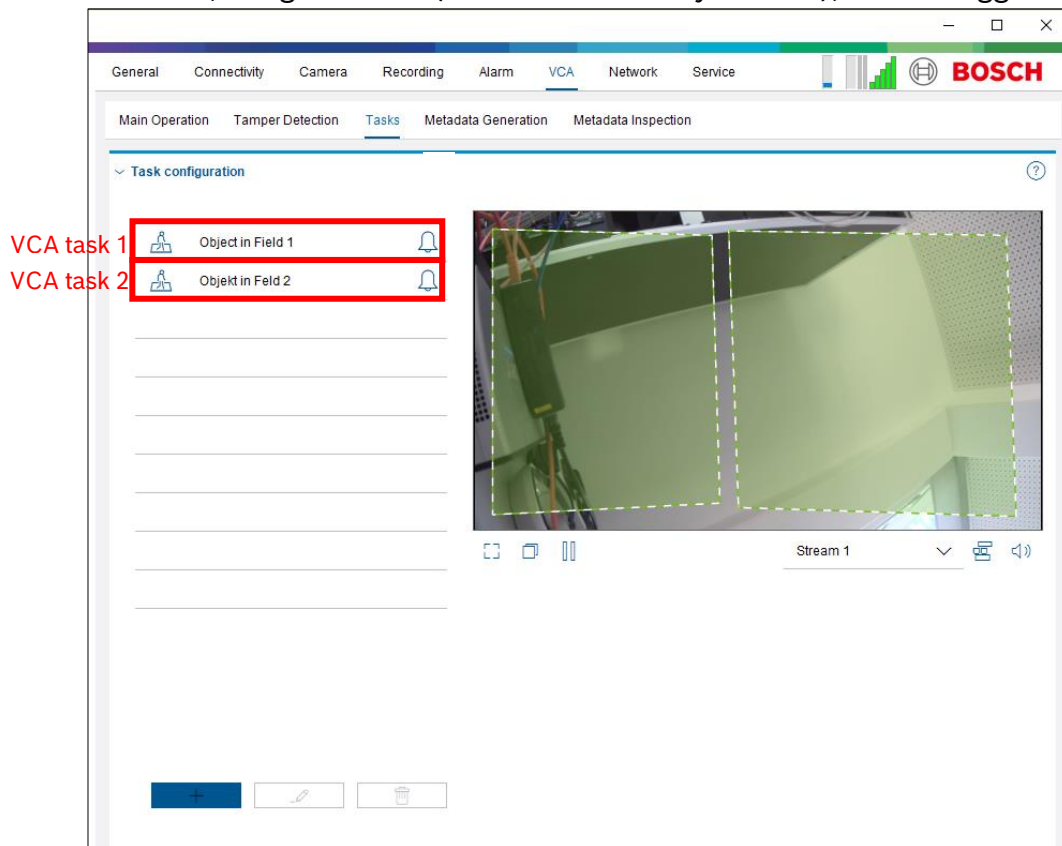 General Connectivity Camera Recording Alarm VCA Network Service BOSCH
Main Operation Tamper Detection Tasks Metadata Generation Metadata Inspection
Task configuration ?
VCA task 1 Object in Field 1
VCA task 2 Objekt in Feld 2
Stream 1